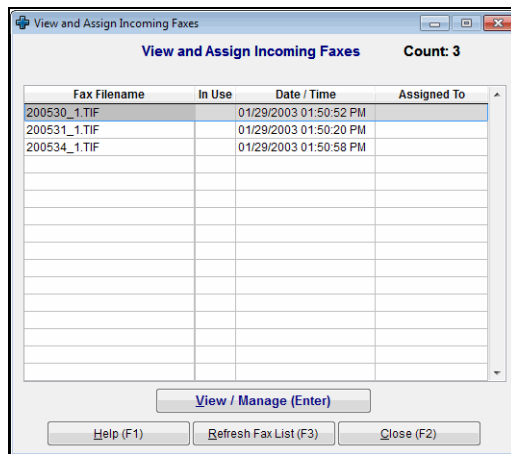 View and Assign Incoming Faxes
View and Assign Incoming Faxes Count: 3
Fax Filename In Use Date / Time Assigned To
200530_1.TIF 01/29/2003 01:50:52 PM
200531_1.TIF 01/29/2003 01:50:20 PM
200534_1.TIF 01/29/2003 01:50:58 PM
View / Manage (Enter)
Help (F1) Refresh Fax List (F3) Close (F2)